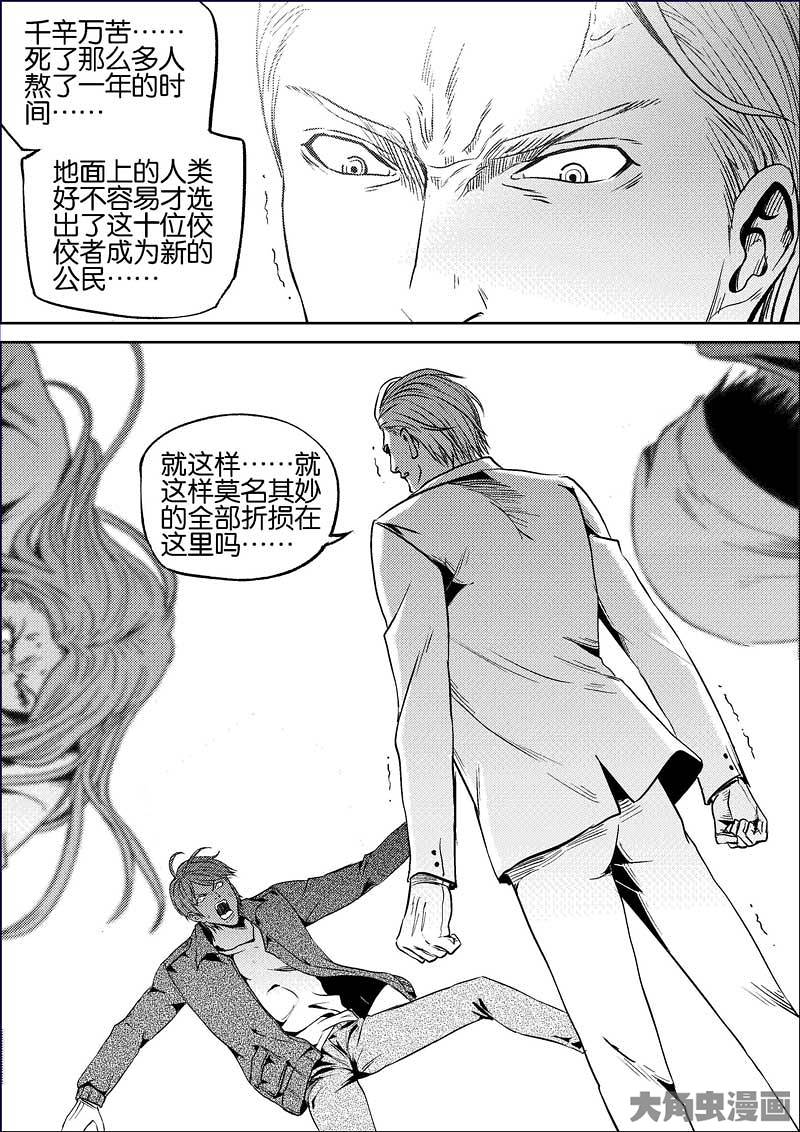 千辛万苦……
死了那么多人
熬了一年的时
间……
地面上的人类
好不容易才选
出了这十位佼
佼者成为新的
公民……
就这样……就
这样莫名其妙
的全部折损在
这里吗……
大角虫漫画